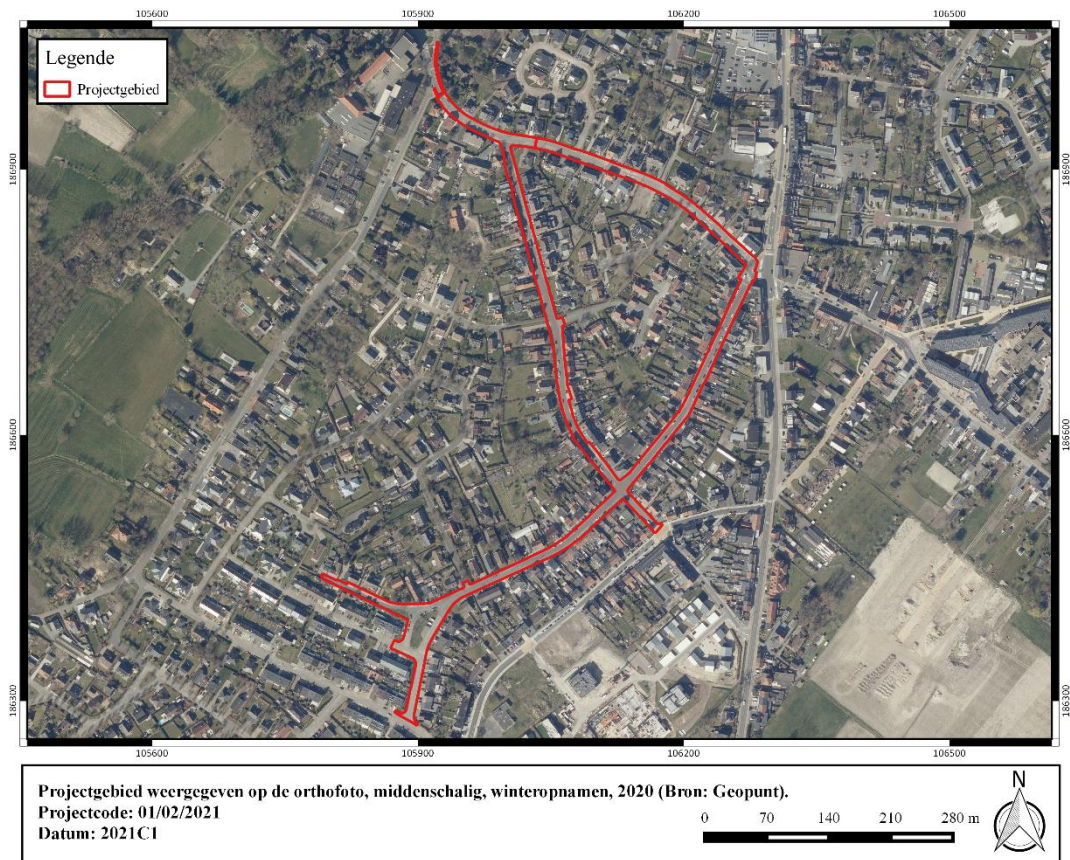 105600 105900 106200 106500
Legende
Projectgebied
186900 186900
186600 186600
186300 186300
105600 105900 106200 106500
Projectgebied weergegeven op de orthofoto, middenschalig, winteropnamen, 2020 (Bron: Geopunt).
Projectcode: 01/02/2021
Datum: 2021C1
0 70 140 210 280 m
N